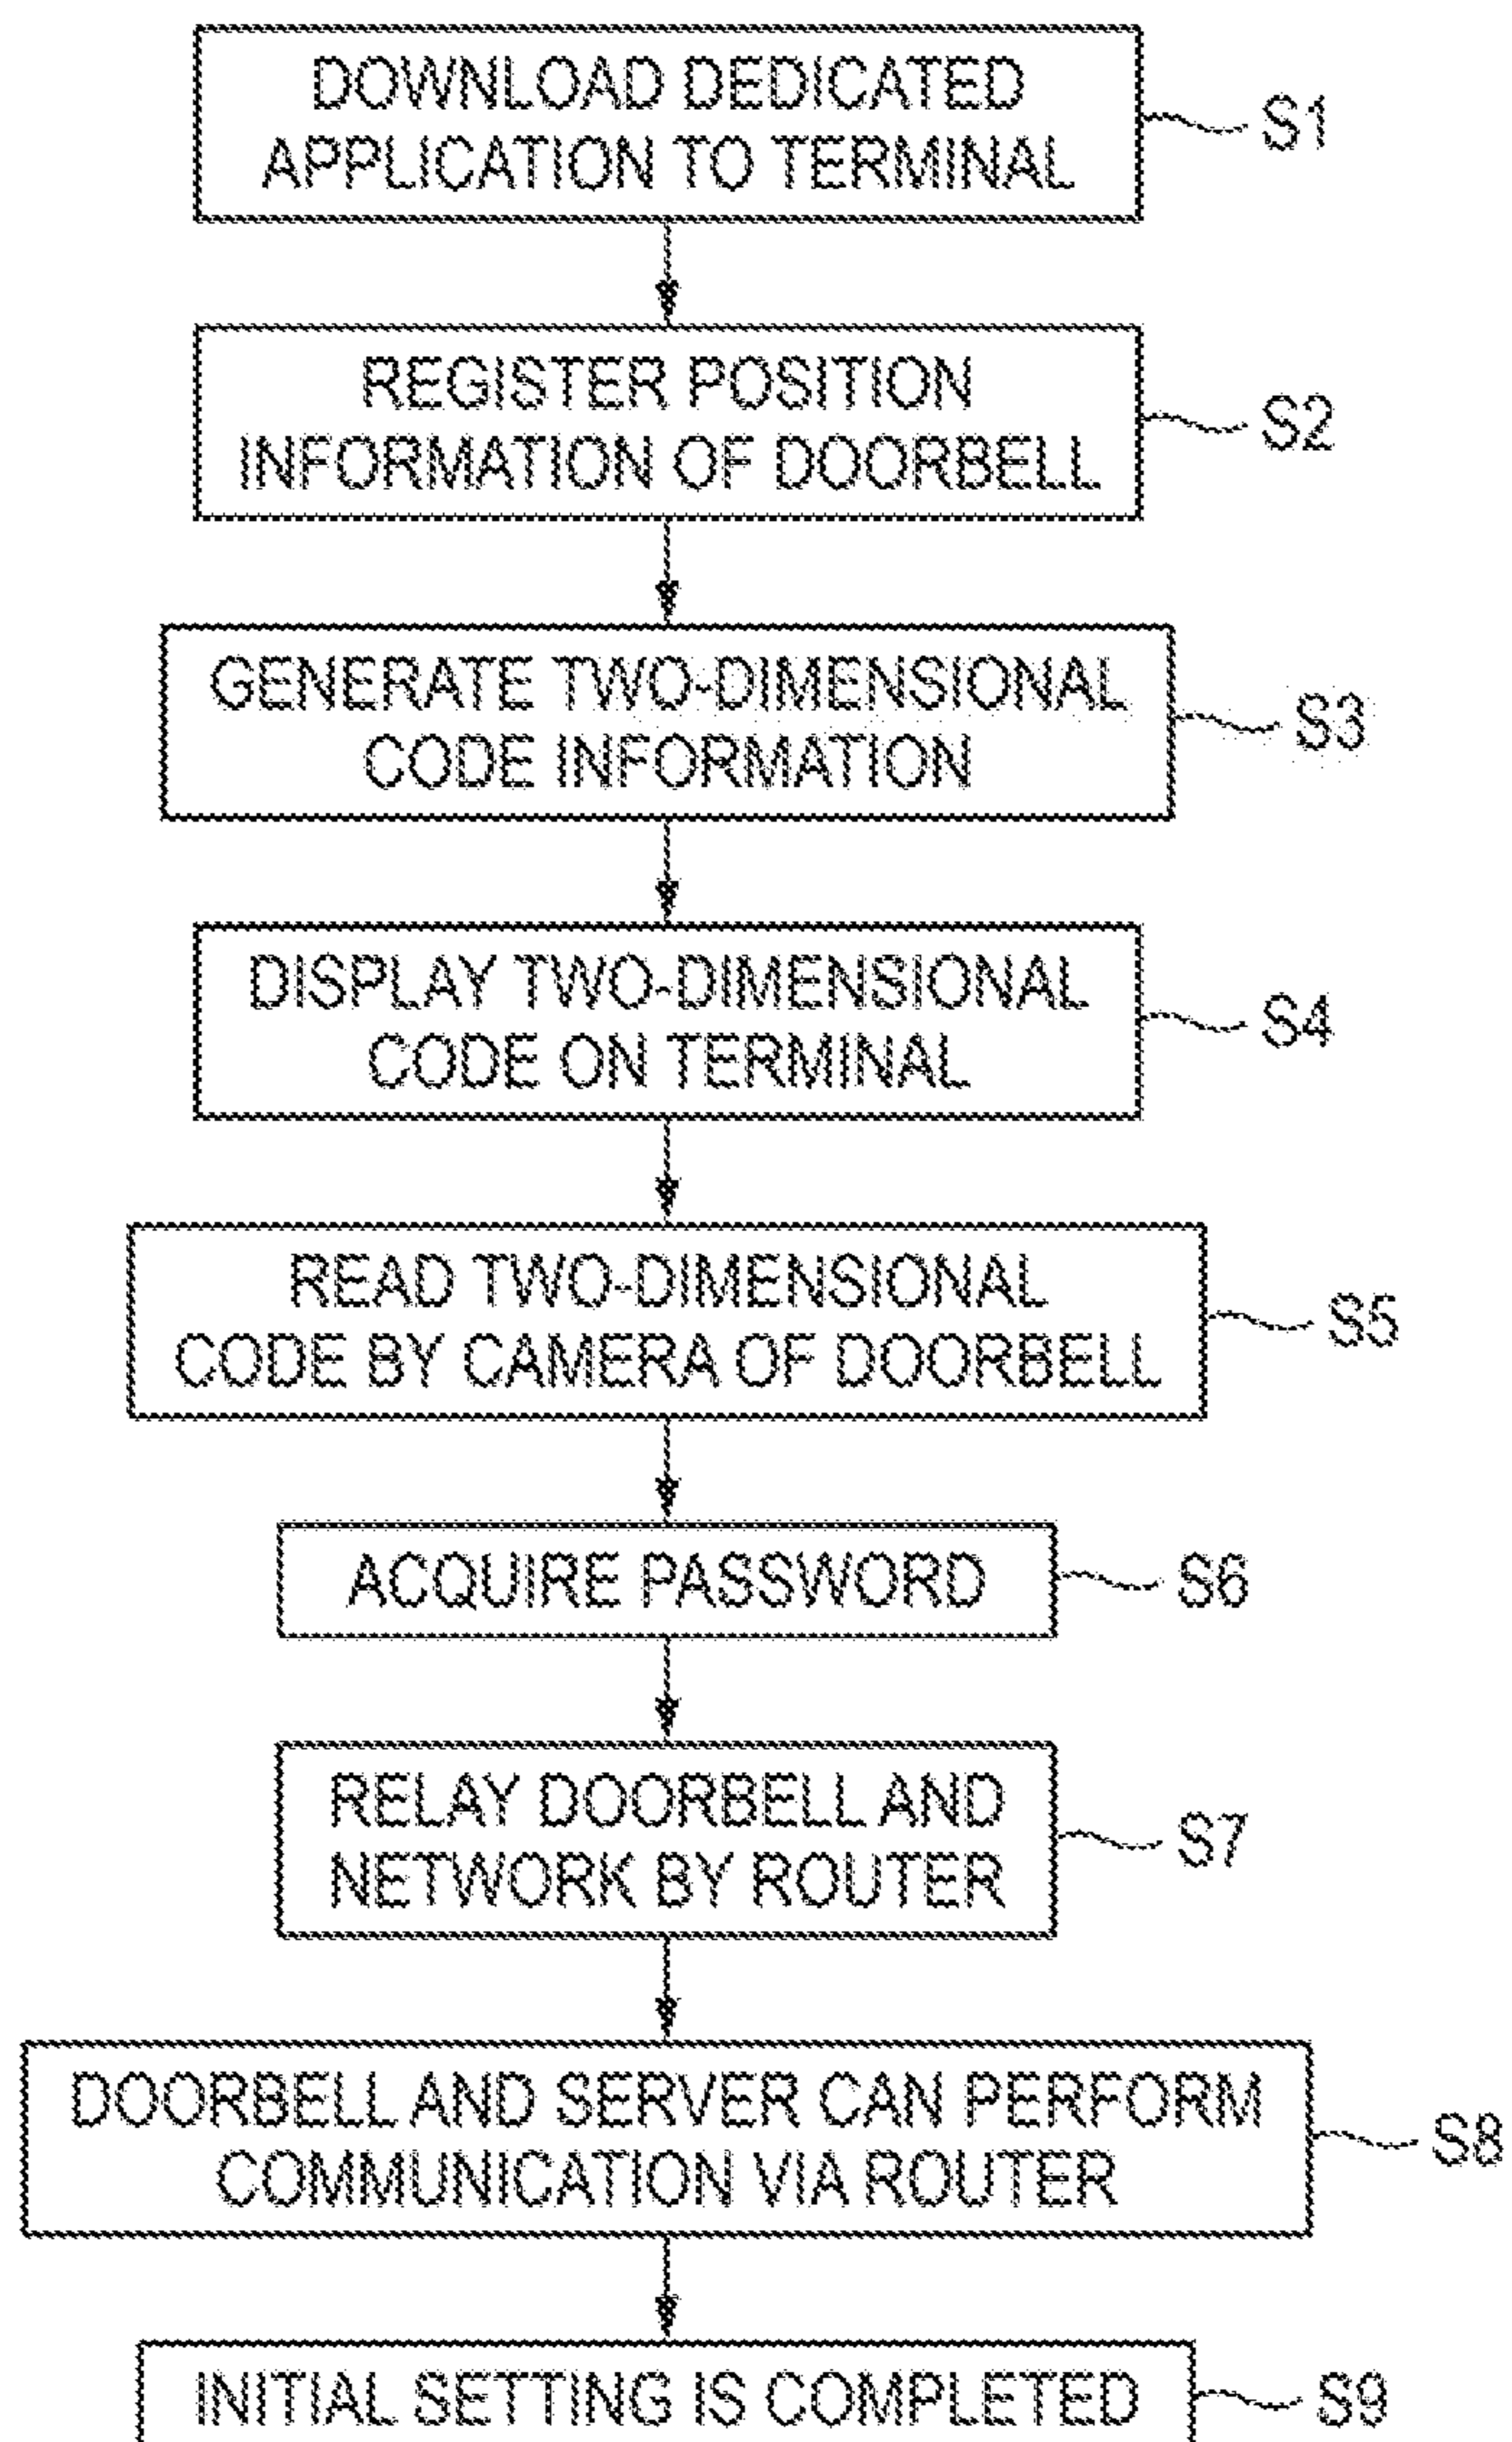 DOWNLOAD DEDICATED
APPLICATION TO TERMINAL
S1
REGISTER POSITION
INFORMATION OF DOORBELL
S2
GENERATE TWO-DIMENSIONAL
CODE INFORMATION
S3
DISPLAY TWO-DIMENSIONAL
CODE ON TERMINAL
S4
READ TWO-DIMENSIONAL
CODE BY CAMERA OF DOORBELL
S5
ACQUIRE PASSWORD
S6
RELAY DOORBELL AND
NETWORK BY ROUTER
S7
DOORBELL AND SERVER CAN PERFORM
COMMUNICATION VIA ROUTER
S8
INITIAL SETTING IS COMPLETED
S9